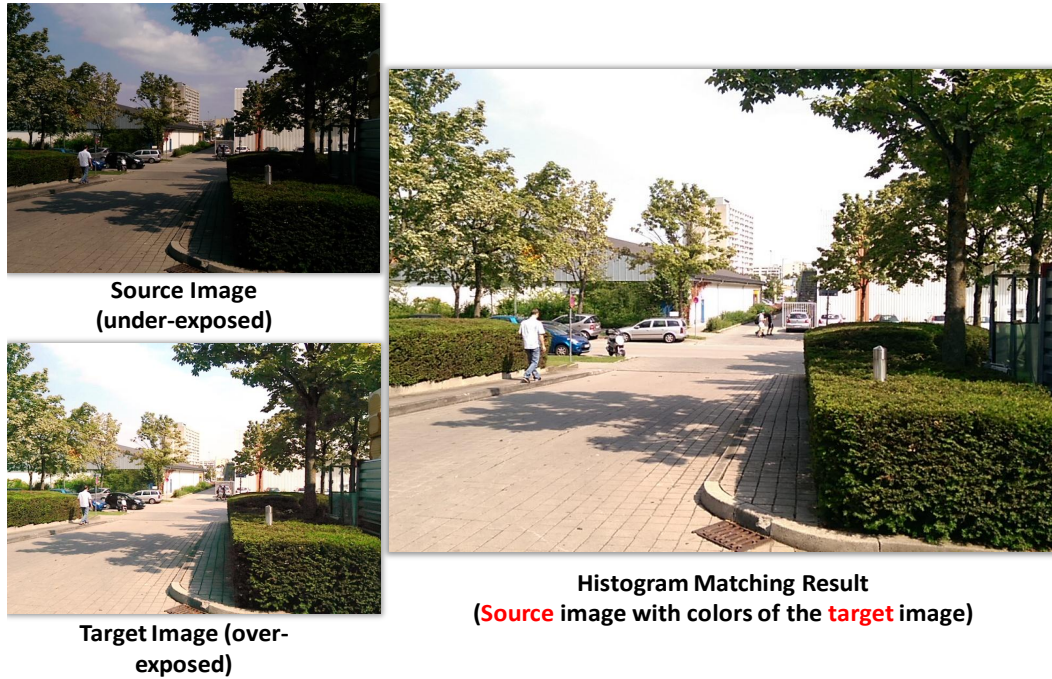 Source Image
(under-exposed)
Target Image (over-
exposed)
Histogram Matching Result
(Source image with colors of the target image)